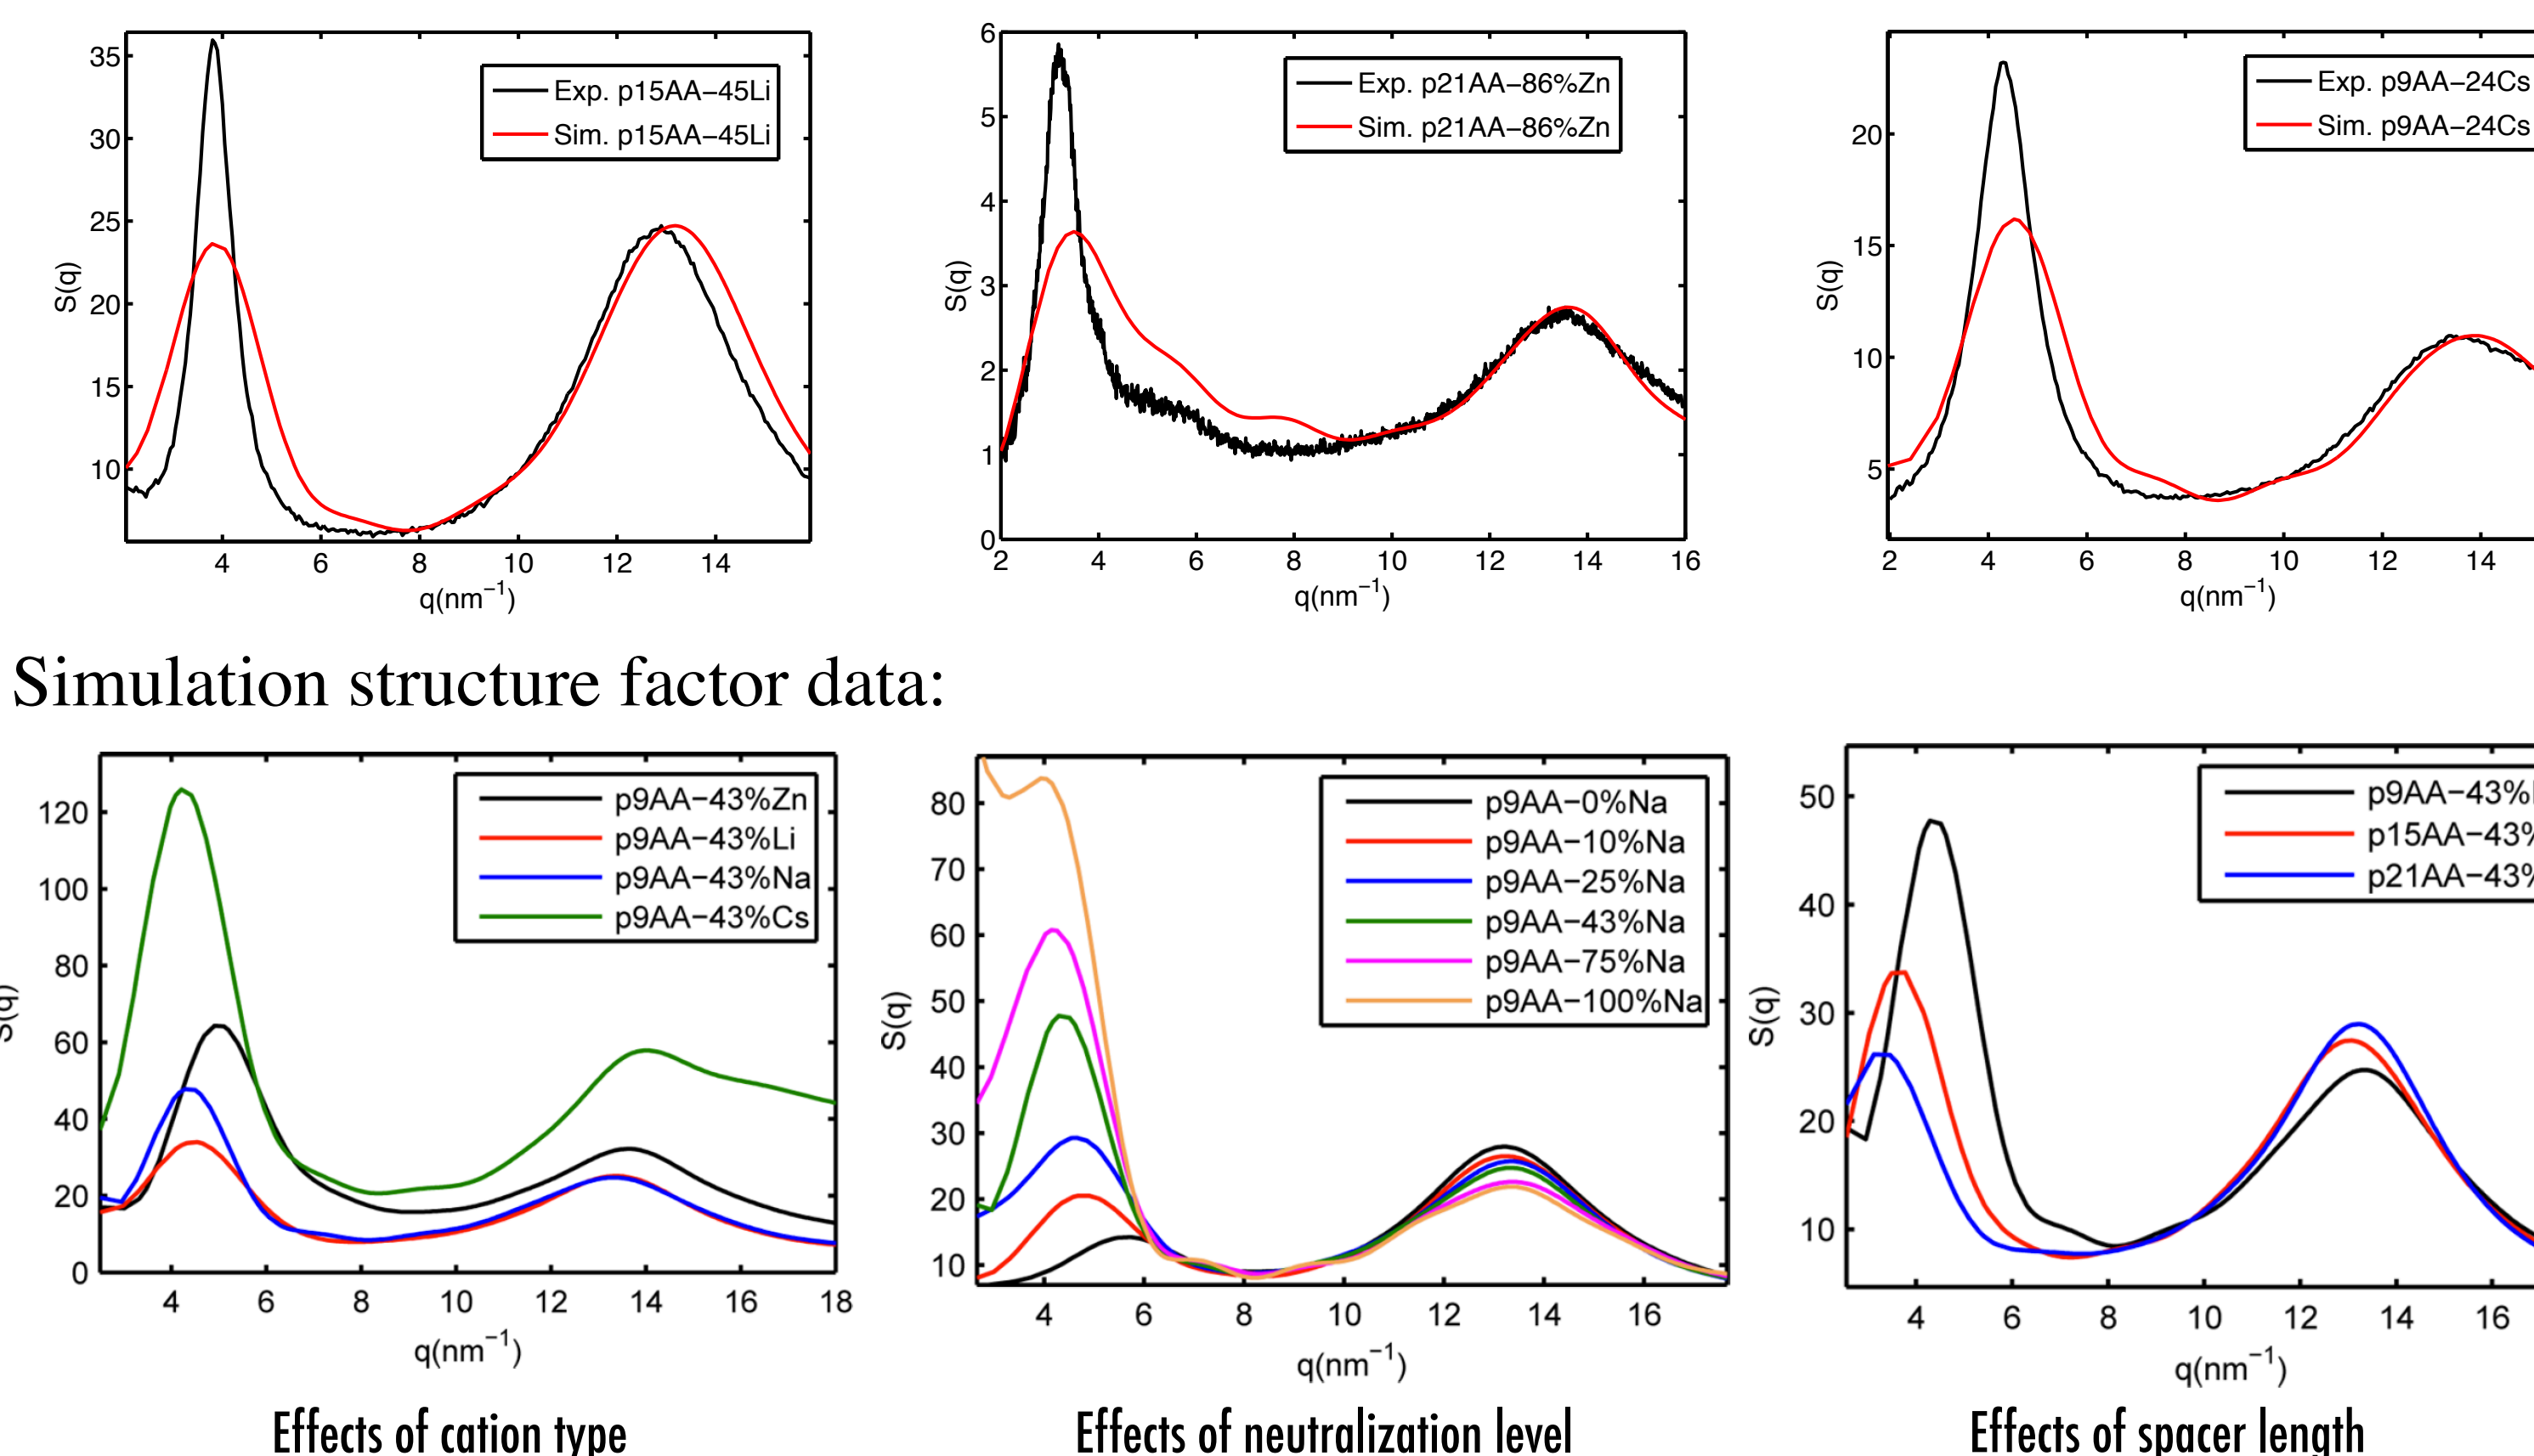 35
30
25
20
15
10
S(q)
Exp. p15AA−45Li
Sim. p15AA−45Li
4 6 8 10 12 14
q(nm−1)
6
5
4
3
2
1
0
S(q)
Exp. p21AA−86%Zn
Sim. p21AA−86%Zn
2 4 6 8 10 12 14 16
q(nm−1)
20
15
10
5
S(q)
Exp. p9AA−24Cs
Sim. p9AA−24Cs
2 4 6 8 10 12 14
q(nm−1)
Simulation structure factor data:
120
100
80
60
40
20
0
S(q)
p9AA−43%Zn
p9AA−43%Li
p9AA−43%Na
p9AA−43%Cs
4 6 8 10 12 14 16 18
q(nm−1)
Effects of cation type
80
70
60
50
40
30
20
10
S(q)
p9AA−0%Na
p9AA−10%Na
p9AA−25%Na
p9AA−43%Na
p9AA−75%Na
p9AA−100%Na
4 6 8 10 12 14 16
q(nm−1)
Effects of neutralization level
50
40
30
20
10
S(q)
p9AA−43%
p15AA−43%
p21AA−43%
4 6 8 10 12 14 16
q(nm−1)
Effects of spacer length